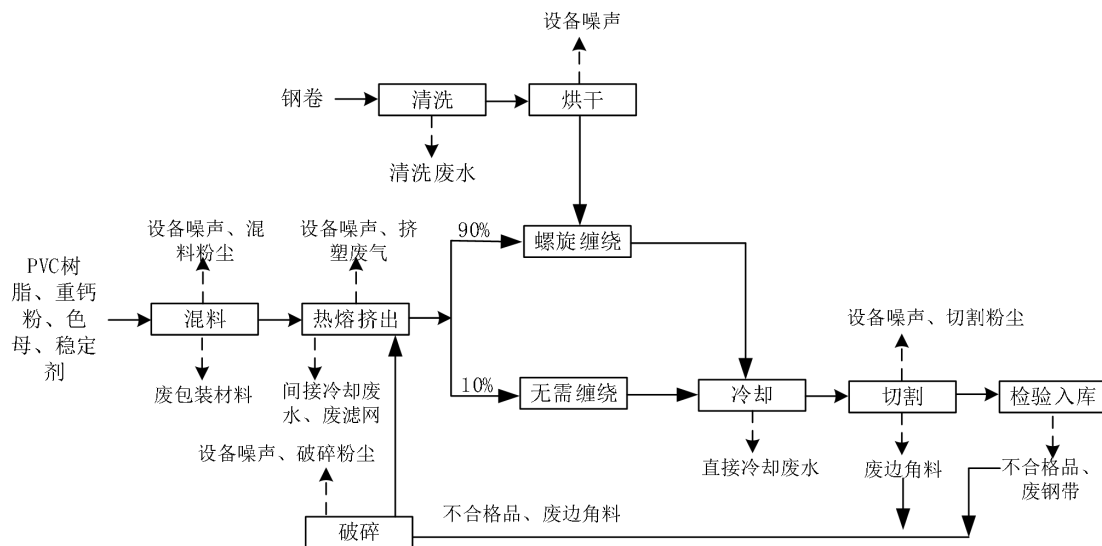 设备噪声
钢卷
清洗
烘干
清洗废水
设备噪声、混
料粉尘
设备噪声、挤
塑废气
90%
螺旋缠绕
PVC树
脂、重钙
粉、色
母、稳定
剂
混料
热熔挤出
设备噪声、切割粉尘
废包装材料
间接冷却废
水、废滤网
10%
无需缠绕
冷却
切割
检验入库
设备噪声、破碎粉尘
直接冷却废水
废边角料
不合格品、
废钢带
不合格品、废边角料
破碎